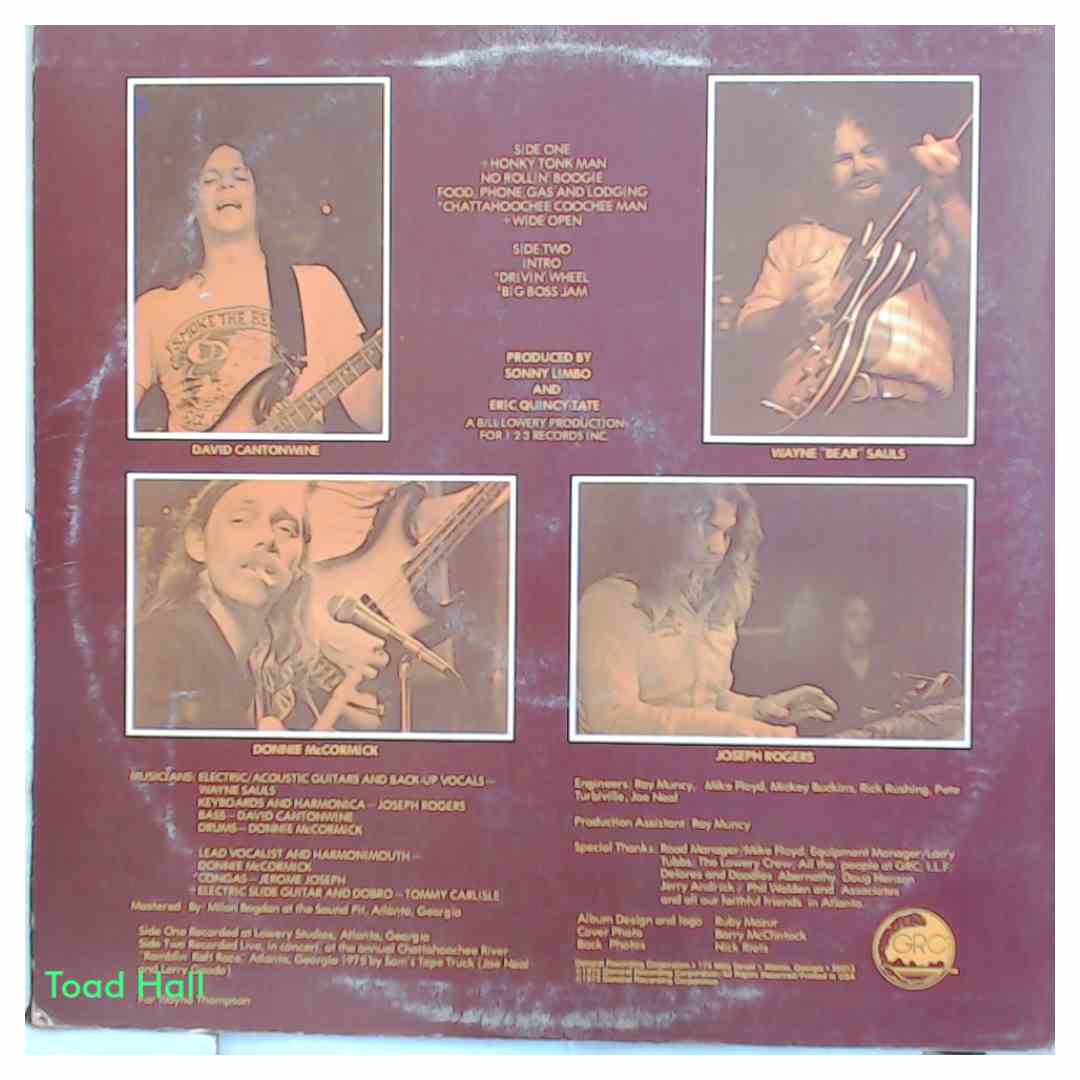 SIDE ONE
+HONKY TONK MAN
NO ROLLIN' BOOGIE
FOOD, PHONE, GAS AND LODGING
*CHATTAHOOCHEE COOCHEE MAN
+WIDE OPEN
SIDE TWO
INTRO
*DRIVIN' WHEEL
*BIG BOSS JAM
SMOKE THE BE
PRODUCED BY
SONNY LIMBO
AND
ERIC QUINCY TATE
A BILL LOWERY PRODUCTION
FOR 1 2 3 RECORDS INC.
DAVID CANTONWINE
WAYNE "BEAR" SAULS
DONNIE McCORMICK
JOSEPH ROGERS
MUSICIANS: ELECTRIC/ACOUSTIC GUITARS AND BACK-UP VOCALS –
WAYNE SAULS
KEYBOARDS AND HARMONICA – JOSEPH ROGERS
BASS – DAVID CANTONWINE
DRUMS – DONNIE McCORMICK
LEAD VOCALIST AND HARMONIMOUTH –
DONNIE McCORMICK
*CONGAS – JEROME JOSEPH
+ELECTRIC SLIDE GUITAR AND DOBRO – TOMMY CARLISLE
Mastered By: Milan Bogdan at the Sound Pit, Atlanta, Georgia
Side One Recorded at Lowery Studios, Atlanta, Georgia
Side Two Recorded Live, in concert, at the annual Chattahoochee River
"Ramblin Raft Race" Atlanta, Georgia 1975 by Sam's Tape Truck (Joe Neal
and Larry
For Wayne Thompson
Engineers: Ray Muncy, Mike Floyd, Mickey Buckins, Rick Rushing, Pete
Turbiville, Joe Neal
Production Assistant: Ray Muncy
Special Thanks: Road Manager/Mike Floyd, Equipment Manager/Larry
Tubbs, The Lowery Crew, All the people at GRC, I.L.F.
Delores and Doodles Abernathy, Doug
Jerry / Phil Walden and Associates
and all our faithful friends in Atlanta.
Album Design and logo Ruby Mazur
Cover Photo Barry McClintock
Back Photos Nick
General Recording Corporation
GRC
Toad Hall